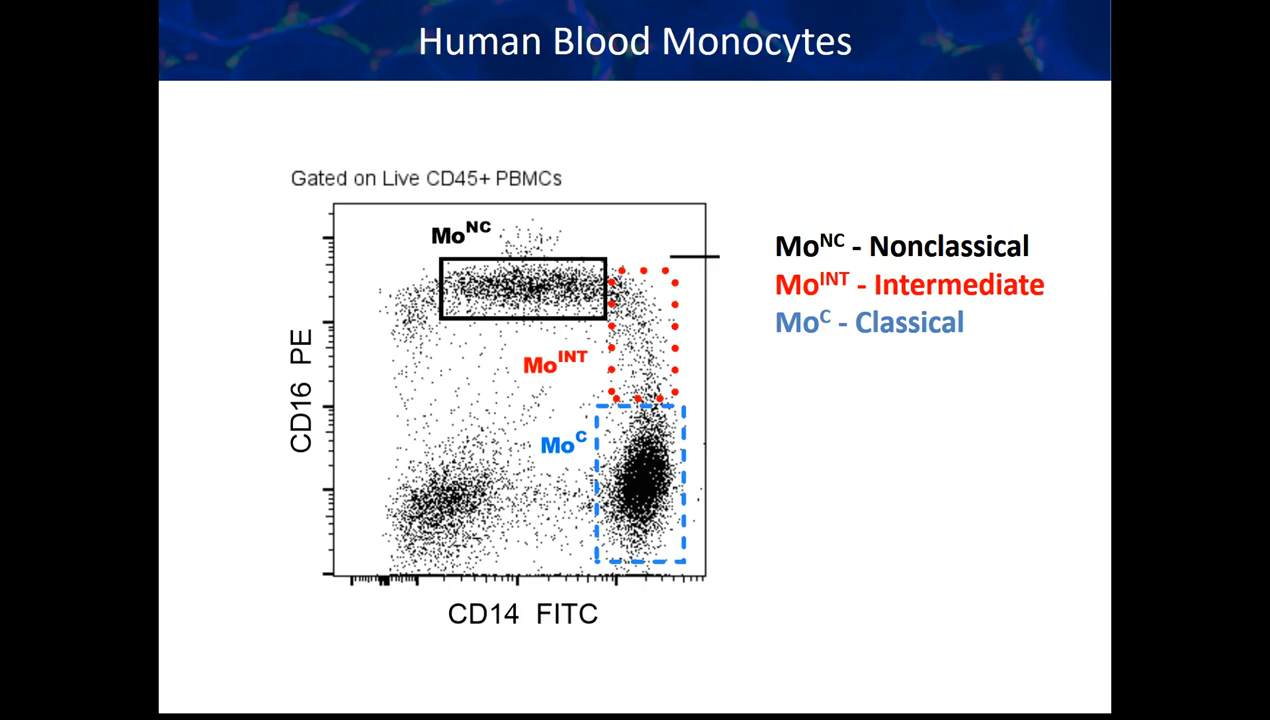 Human Blood Monocytes
Gated on Live CD45+ PBMCs
Mo^NC
Mo^INT
Mo^C
CD16 PE
CD14 FITC
Mo^NC - Nonclassical
Mo^INT - Intermediate
Mo^C - Classical